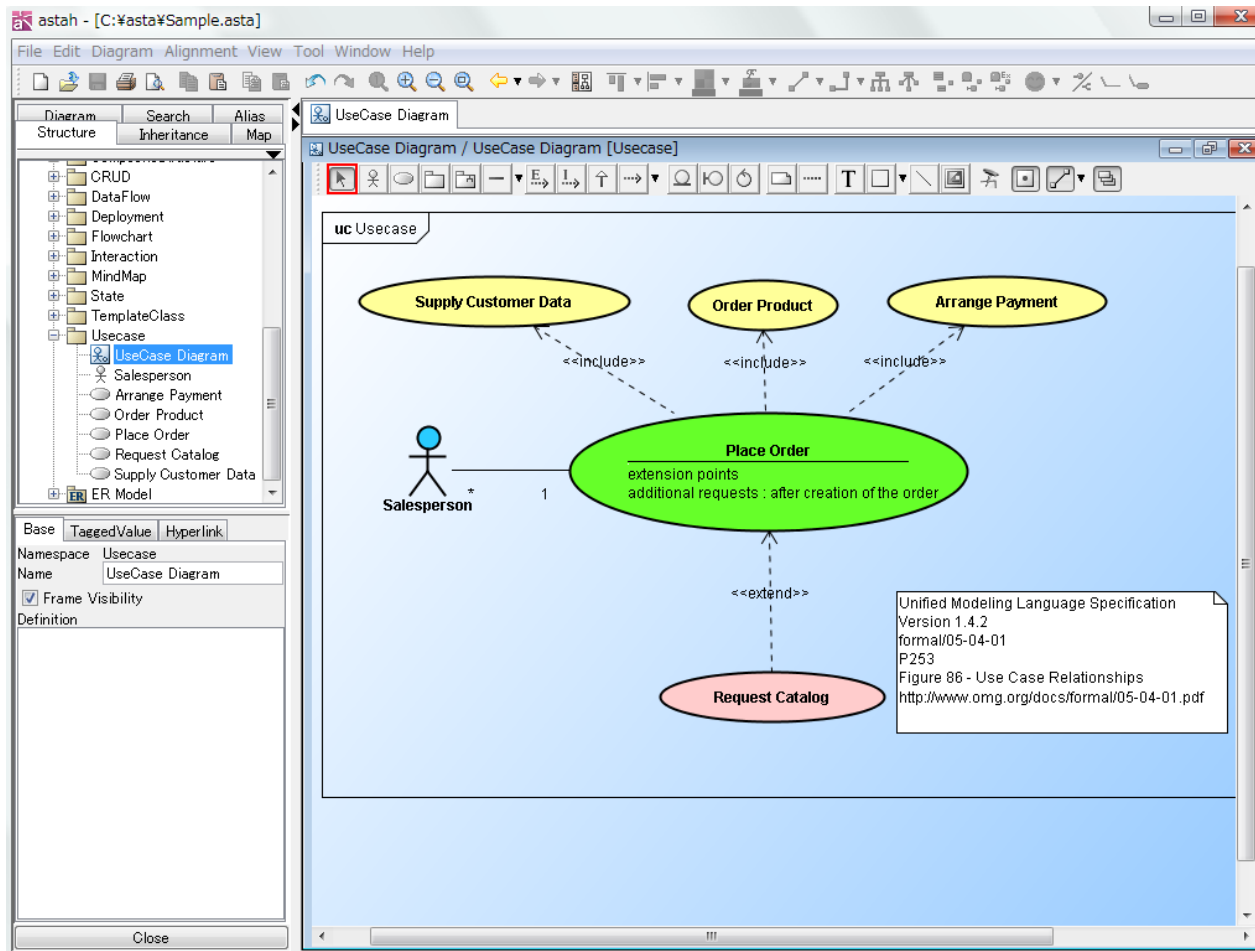 astah - [C:¥asta¥Sample.asta]
File Edit Diagram Alignment View Tool Window Help
Diagram Search Alias
Structure Inheritance Map
CRUD
DataFlow
Deployment
Flowchart
Interaction
MindMap
State
TemplateClass
Usecase
UseCase Diagram
Salesperson
Arrange Payment
Order Product
Place Order
Request Catalog
Supply Customer Data
ER ER Model
Base TaggedValue Hyperlink
Namespace Usecase
Name UseCase Diagram
Frame Visibility
Definition
Close
UseCase Diagram
UseCase Diagram / UseCase Diagram [Usecase]
T
uc Usecase
Supply Customer Data
Order Product
Arrange Payment
<<include>> <<include>> <<include>>
Place Order
extension points
additional requests : after creation of the order
* 1
Salesperson
<<extend>>
Request Catalog
Unified Modeling Language Specification
Version 1.4.2
formal/05-04-01
P253
Figure 86 - Use Case Relationships
http://www.omg.org/docs/formal/05-04-01.pdf